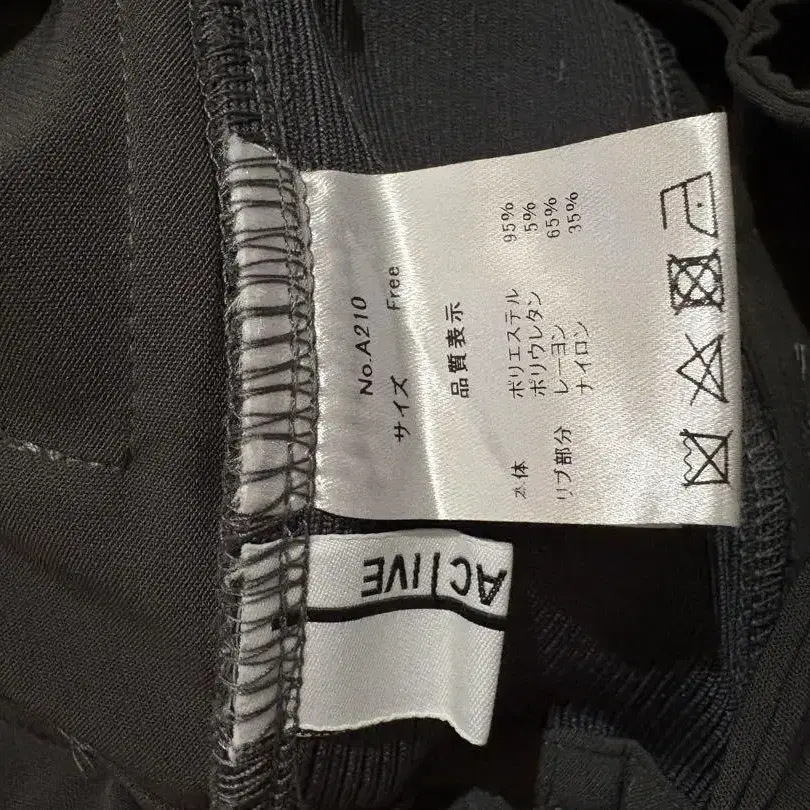 No.A210
サイズ Free
品質表示
本体 ポリエステル 95%
ポリウレタン 5%
リブ部分 レーヨン 65%
ナイロン 35%
ACIIVE